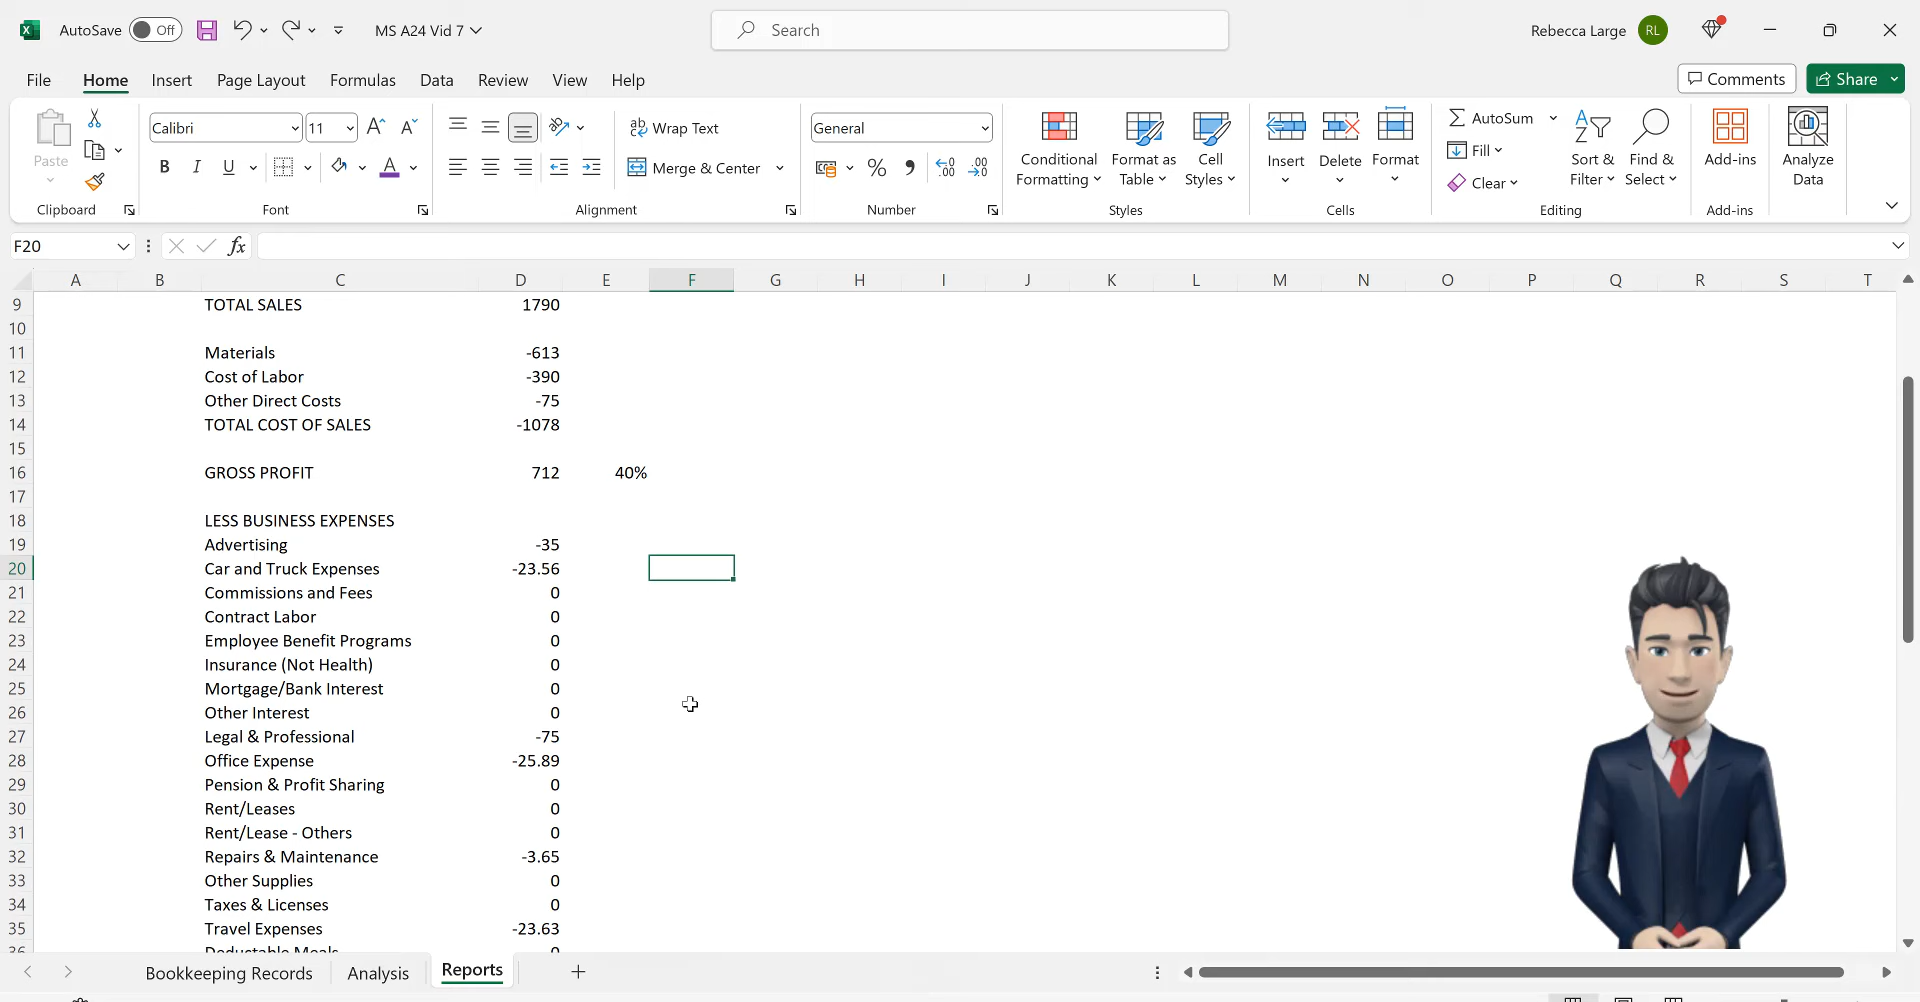 AutoSave Off MS A24 Vid 7 Search Rebecca Large RL
File Home Insert Page Layout Formulas Data Review View Help Comments Share
Paste
Clipboard
Calibri 11
B I U A
Font
Wrap Text
Merge & Center
Alignment
General
%
Number
Conditional Formatting
Format as Table
Cell Styles
Styles
Insert Delete Format
Cells
AutoSum
Fill
Clear
Sort & Filter
Find & Select
Editing
Add-ins
Add-ins
Analyze Data
F20 fx
A B C D E F G H I J K L M N O P Q R S T
9 TOTAL SALES 1790
10
11 Materials -613
12 Cost of Labor -390
13 Other Direct Costs -75
14 TOTAL COST OF SALES -1078
15
16 GROSS PROFIT 712 40%
17
18 LESS BUSINESS EXPENSES
19 Advertising -35
20 Car and Truck Expenses -23.56
21 Commissions and Fees 0
22 Contract Labor 0
23 Employee Benefit Programs 0
24 Insurance (Not Health) 0
25 Mortgage/Bank Interest 0
26 Other Interest 0
27 Legal & Professional -75
28 Office Expense -25.89
29 Pension & Profit Sharing 0
30 Rent/Leases 0
31 Rent/Lease - Others 0
32 Repairs & Maintenance -3.65
33 Other Supplies 0
34 Taxes & Licenses 0
35 Travel Expenses -23.63
36 Deductable Meals 0
Bookkeeping Records Analysis Reports